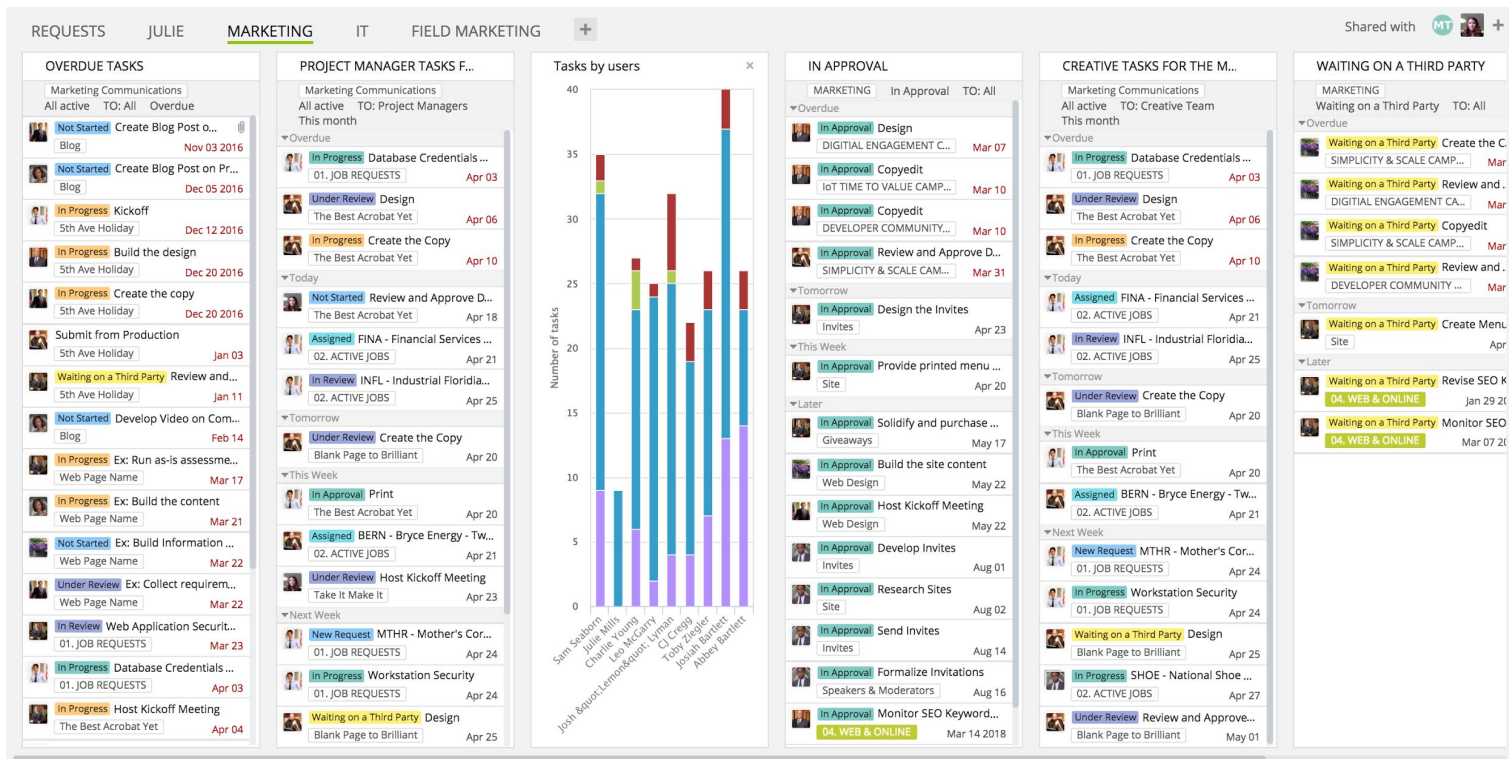 REQUESTS JULIE MARKETING IT FIELD MARKETING +
Shared with MT +
OVERDUE TASKS
Marketing Communications
All active TO: All Overdue
Not Started Create Blog Post o...
Blog Nov 03 2016
Not Started Create Blog Post on Pr...
Blog Dec 05 2016
In Progress Kickoff
5th Ave Holiday Dec 12 2016
In Progress Build the design
5th Ave Holiday Dec 20 2016
In Progress Create the copy
5th Ave Holiday Dec 20 2016
Submit from Production
5th Ave Holiday Jan 03
Waiting on a Third Party Review and...
5th Ave Holiday Jan 11
Not Started Develop Video on Com...
Blog Feb 14
In Progress Ex: Run as-is assessme...
Web Page Name Mar 17
In Progress Ex: Build the content
Web Page Name Mar 21
Not Started Ex: Build Information ...
Web Page Name Mar 22
Under Review Ex: Collect requirem...
Web Page Name Mar 22
In Review Web Application Securit...
01. JOB REQUESTS Mar 23
In Progress Database Credentials ...
01. JOB REQUESTS Apr 03
In Progress Host Kickoff Meeting
The Best Acrobat Yet Apr 04
PROJECT MANAGER TASKS F...
Marketing Communications
All active TO: Project Managers
This month
Overdue
In Progress Database Credentials ...
01. JOB REQUESTS Apr 03
Under Review Design
The Best Acrobat Yet Apr 06
In Progress Create the Copy
The Best Acrobat Yet Apr 10
Today
Not Started Review and Approve D...
The Best Acrobat Yet Apr 18
Assigned FINA - Financial Services ...
02. ACTIVE JOBS Apr 21
In Review INFL - Industrial Floridia...
02. ACTIVE JOBS Apr 25
Tomorrow
Under Review Create the Copy
Blank Page to Brilliant Apr 20
This Week
In Approval Print
The Best Acrobat Yet Apr 20
Assigned BERN - Bryce Energy - Tw...
02. ACTIVE JOBS Apr 21
Under Review Host Kickoff Meeting
Take It Make It Apr 23
Next Week
New Request MTHR - Mother's Cor...
01. JOB REQUESTS Apr 24
In Progress Workstation Security
01. JOB REQUESTS Apr 24
Waiting on a Third Party Design
Blank Page to Brilliant Apr 25
Tasks by users ×
Number of tasks
40
35
30
25
20
15
10
5
0
Sam Seaborn
Julie Mills
Charlie Young
Leo McGarry
Josh &quot;Lemon&quot; Lyman
CJ Cregg
Toby Ziegler
Josiah Bartlett
Abbey Bartlett
IN APPROVAL
MARKETING In Approval TO: All
Overdue
In Approval Design
DIGITIAL ENGAGEMENT C... Mar 07
In Approval Copyedit
IoT TIME TO VALUE CAMP... Mar 10
In Approval Copyedit
DEVELOPER COMMUNITY... Mar 10
In Approval Review and Approve D...
SIMPLICITY & SCALE CAM... Mar 31
Tomorrow
In Approval Design the Invites
Invites Apr 23
This Week
In Approval Provide printed menu ...
Site Apr 20
Later
In Approval Solidify and purchase ...
Giveaways May 17
In Approval Build the site content
Web Design May 22
In Approval Host Kickoff Meeting
Web Design May 22
In Approval Develop Invites
Invites Aug 01
In Approval Research Sites
Site Aug 02
In Approval Send Invites
Invites Aug 14
In Approval Formalize Invitations
Speakers & Moderators Aug 16
In Approval Monitor SEO Keyword...
04. WEB & ONLINE Mar 14 2018
CREATIVE TASKS FOR THE M...
Marketing Communications
All active TO: Creative Team
This month
Overdue
In Progress Database Credentials ...
01. JOB REQUESTS Apr 03
Under Review Design
The Best Acrobat Yet Apr 06
In Progress Create the Copy
The Best Acrobat Yet Apr 10
Today
Assigned FINA - Financial Services ...
02. ACTIVE JOBS Apr 21
In Review INFL - Industrial Floridia...
02. ACTIVE JOBS Apr 25
Tomorrow
Under Review Create the Copy
Blank Page to Brilliant Apr 20
This Week
In Approval Print
The Best Acrobat Yet Apr 20
Assigned BERN - Bryce Energy - Tw...
02. ACTIVE JOBS Apr 21
Next Week
New Request MTHR - Mother's Cor...
01. JOB REQUESTS Apr 24
In Progress Workstation Security
01. JOB REQUESTS Apr 24
Waiting on a Third Party Design
Blank Page to Brilliant Apr 25
In Progress SHOE - National Shoe ...
02. ACTIVE JOBS Apr 27
Under Review Review and Approve...
Blank Page to Brilliant May 01
WAITING ON A THIRD PARTY
MARKETING
Waiting on a Third Party TO: All
Overdue
Waiting on a Third Party Create the C
SIMPLICITY & SCALE CAMP... Mar
Waiting on a Third Party Review and .
DIGITIAL ENGAGEMENT CA... Mar
Waiting on a Third Party Copyedit
SIMPLICITY & SCALE CAMP... Mar
Waiting on a Third Party Review and .
DEVELOPER COMMUNITY ... Mar
Tomorrow
Waiting on a Third Party Create Menu
Site Apr
Later
Waiting on a Third Party Revise SEO K
04. WEB & ONLINE Jan 29 20
Waiting on a Third Party Monitor SEO
04. WEB & ONLINE Mar 07 20